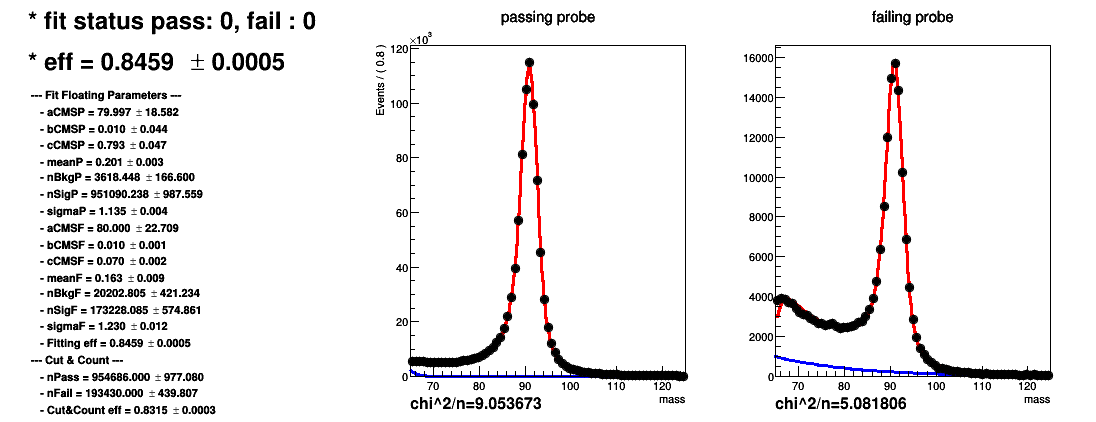 * fit status pass: 0, fail : 0
* eff = 0.8459 ± 0.0005
--- Fit Floating Parameters ---
- aCMSP = 79.997 ± 18.582
- bCMSP = 0.010 ± 0.044
- cCMSP = 0.793 ± 0.047
- meanP = 0.201 ± 0.003
- nBkgP = 3618.448 ± 166.600
- nSigP = 951090.238 ± 987.559
- sigmaP = 1.135 ± 0.004
- aCMSF = 80.000 ± 22.709
- bCMSF = 0.010 ± 0.001
- cCMSF = 0.070 ± 0.002
- meanF = 0.163 ± 0.009
- nBkgF = 20202.805 ± 421.234
- nSigF = 173228.085 ± 574.861
- sigmaF = 1.230 ± 0.012
- Fitting eff = 0.8459 ± 0.0005
--- Cut & Count ---
- nPass = 954686.000 ± 977.080
- nFail = 193430.000 ± 439.807
- Cut&Count eff = 0.8315 ± 0.0003
passing probe
×10³
Events / ( 0.8 )
120
100
80
60
40
20
0
70 80 90 100 110 120
mass
chi^2/n=9.053673
failing probe
16000
14000
12000
10000
8000
6000
4000
2000
0
70 80 90 100 110 120
mass
chi^2/n=5.081806